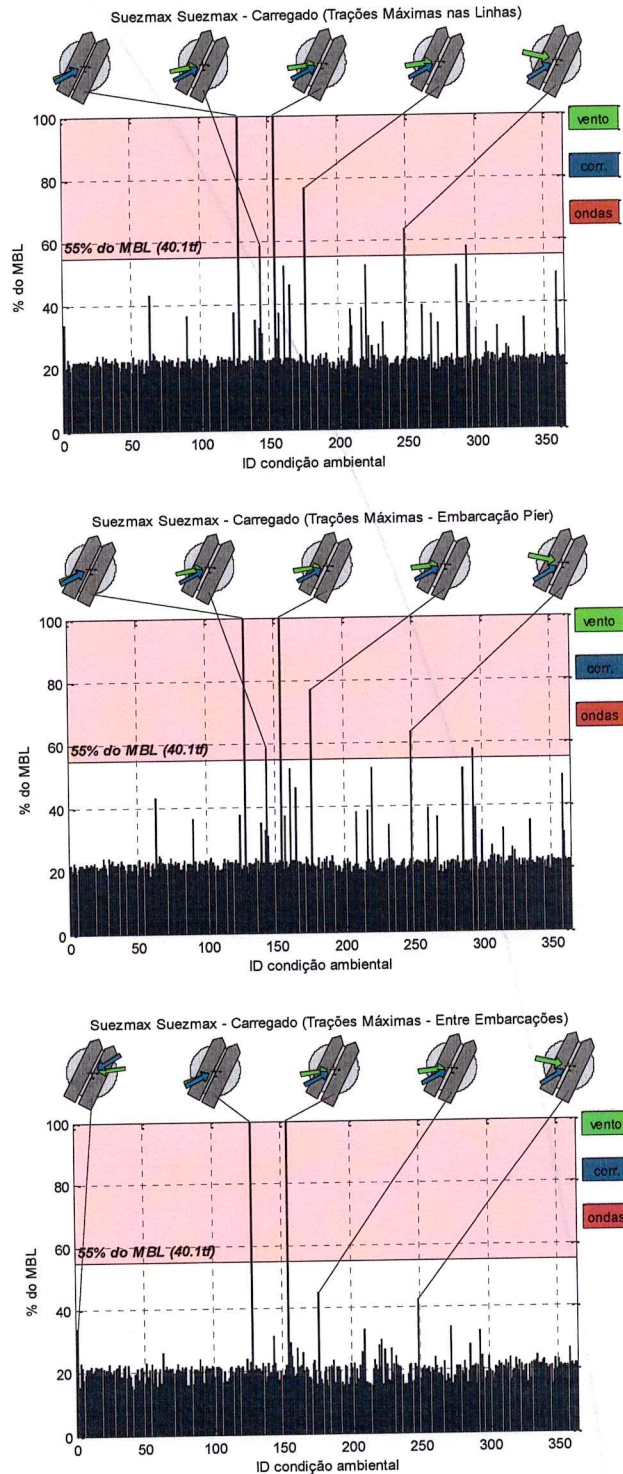 Suezmax Suezmax - Carregado (Trações Máximas nas Linhas)
vento
corr.
ondas
55% do MBL (40.1tf)
% do MBL
100
80
60
40
20
0
0 50 100 150 200 250 300 350
ID condição ambiental
Suezmax Suezmax - Carregado (Trações Máximas - Embarcação Píer)
vento
corr.
ondas
55% do MBL (40.1tf)
% do MBL
100
80
60
40
20
0
0 50 100 150 200 250 300 350
ID condição ambiental
Suezmax Suezmax - Carregado (Trações Máximas - Entre Embarcações)
vento
corr.
ondas
55% do MBL (40.1tf)
% do MBL
100
80
60
40
20
0
0 50 100 150 200 250 300 350
ID condição ambiental